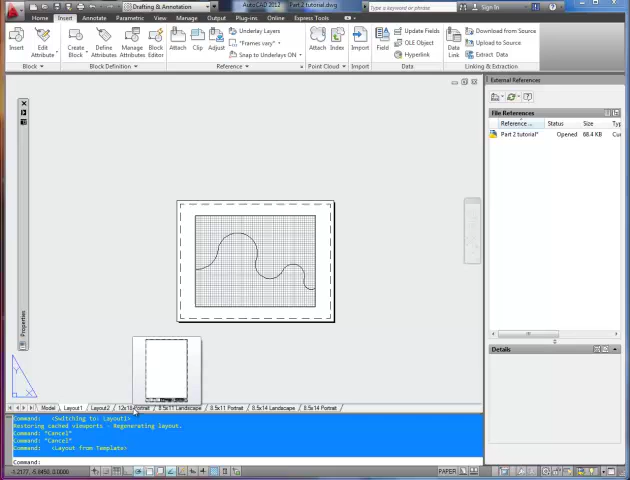 Drafting & Annotation
AutoCAD 2012
Part 2 tutorial.dwg
Type a keyword or phrase
Sign In
Home
Insert
Annotate
Parametric
View
Manage
Output
Plug-ins
Online
Express Tools
Insert
Edit Attribute
Create Block
Define Attributes
Manage Attributes
Block Editor
Attach
Clip
Adjust
Underlay Layers
*Frames vary*
Snap to Underlays ON
Attach
Index
Import
Field
Update Fields
OLE Object
Hyperlink
Data Link
Download from Source
Upload to Source
Extract Data
Block
Block Definition
Reference
Point Cloud
Import
Data
Linking & Extraction
External References
File References
Reference ...
Status
Size
Typ
Part 2 tutorial*
Opened
68.4 KB
Cur
Properties
Details
Y
X
Model
Layout1
Layout2
12x18 Portrait
8.5x11 Landscape
8.5x11 Portrait
8.5x14 Landscape
8.5x14 Portrait
Command: <Switching to: Layout1>
Restoring cached viewports - Regenerating layout.
Command: *Cancel*
Command: *Cancel*
Command: <Layout from Template>
Command:
PAPER